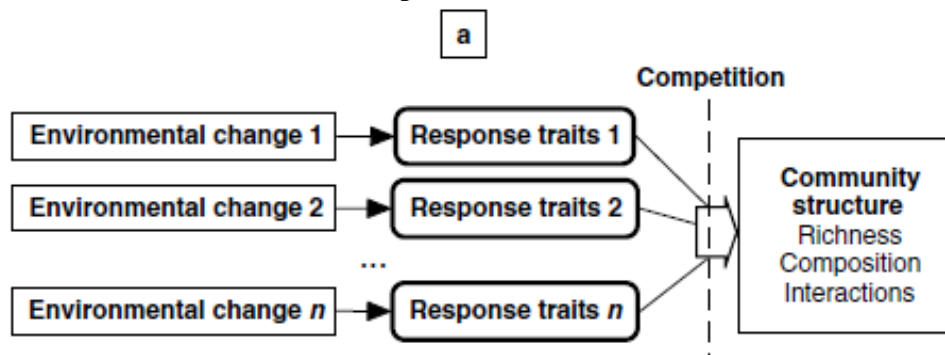 a
Competition
Environmental change 1
Response traits 1
Environmental change 2
Response traits 2
...
Environmental change n
Response traits n
Community
structure
Richness
Composition
Interactions